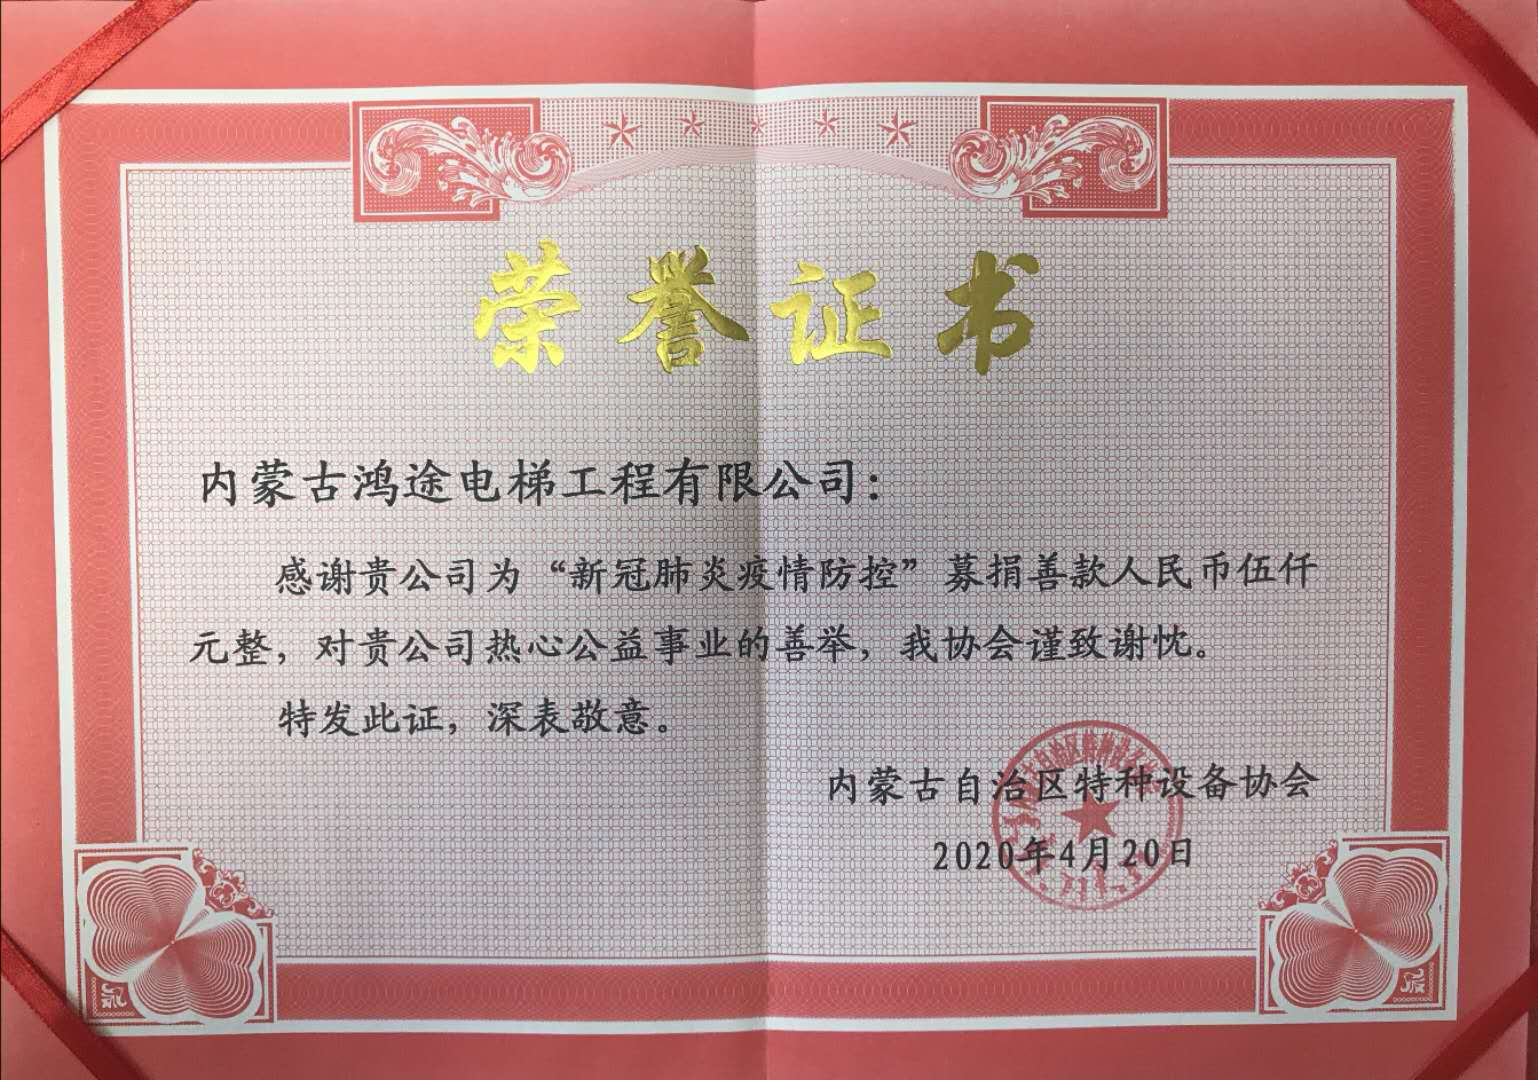 荣誉证书
内蒙古鸿途电梯工程有限公司：
感谢贵公司为“新冠肺炎疫情防控”募捐善款人民币伍仟
元整，对贵公司热心公益事业的善举，我协会谨致谢忱。
特发此证，深表敬意。
内蒙古自治区特种设备协会
2020年4月20日